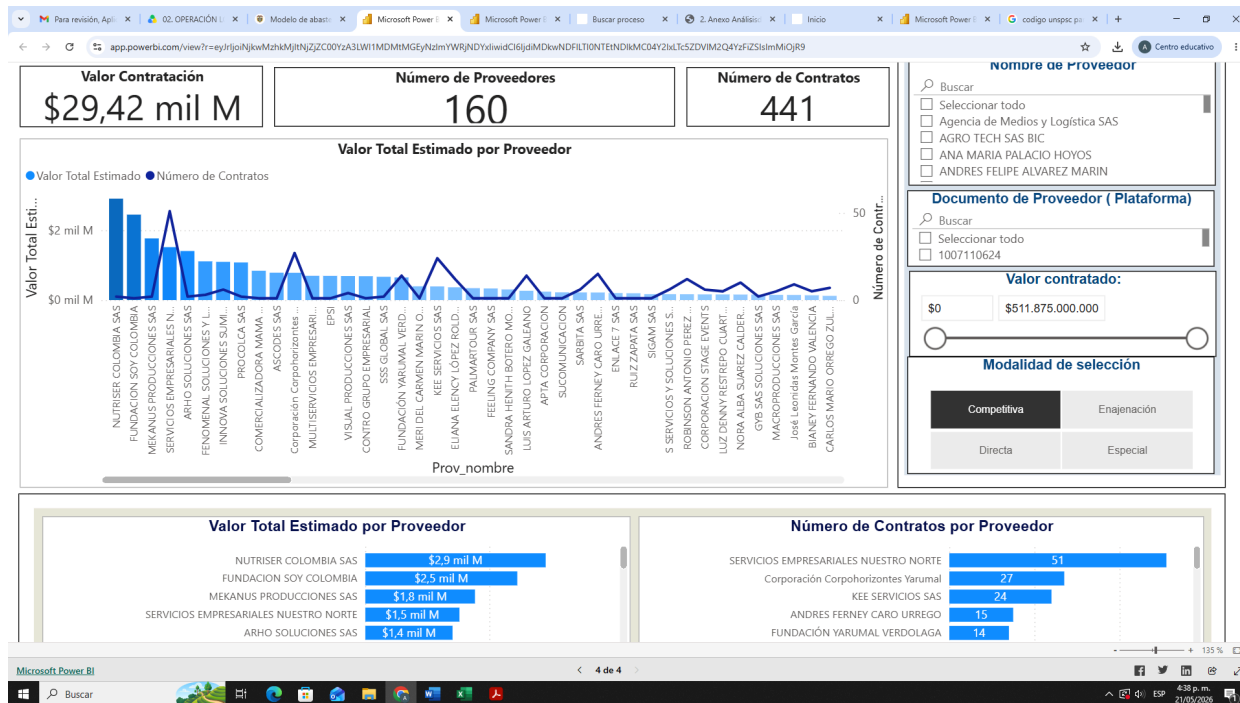 Para revisión, Apl
02. OPERACIÓN L
Modelo de abast
Microsoft Power B
Microsoft Power B
Buscar proceso
2. Anexo Análisis
Inicio
Microsoft Power B
codigo unspsc pa
Centro educativo
Valor Contratación
$29,42 mil M
Número de Proveedores
160
Número de Contratos
441
Valor Total Estimado por Proveedor
Valor Total Estimado
Número de Contratos
Valor Total Esti...
$2 mil M
$0 mil M
50
0
Número de Contr...
NUTRISER COLOMBIA SAS
FUNDACION SOY COLOMBIA
MEKANUS PRODUCCIONES SAS
SERVICIOS EMPRESARIALES N...
ARHO SOLUCIONES SAS
FENOMENAL SOLUCIONES Y L...
INNOVA SOLUCIONES SUMI...
PROCOLCA SAS
COMERCIALIZADORA MAMA ...
ASCODES SAS
Corporación Corpohorizontes ...
MULTISERVICIOS EMPRESARI...
EPSI
VISUAL PRODUCCIONES SAS
CONTRO GRUPO EMPRESARIAL
SSS GLOBAL SAS
FUNDACIÓN YARUMAL VERD...
MERI DEL CARMEN MARIN O...
KEE SERVICIOS SAS
ELIANA ELENCY LÓPEZ ROLD...
PALMARTOUR SAS
FEELING COMPANY SAS
SANDRA HENITH BOTERO MO...
LUIS ARTURO LOPEZ GALEANO
APTA CORPORACION
SUCOMUNICACION
SARBITA SAS
ANDRES FERNEY CARO URRE...
ENLACE 7 SAS
RUIZ ZAPATA SAS
SIGAM SAS
S SERVICIOS Y SOLUCIONES S...
ROBINSON ANTONIO PEREZ ...
CORPORACION STAGE EVENTS
LUZ DENNY RESTREPO CUART...
NORA ALBA SUAREZ CALDER...
GYB SAS SOLUCIONES SAS
MACROPRODUCCIONES SAS
José Leonidas Montes García
BIANEY FERNANDO VALENCIA
CARLOS MARIO ORREGO ZUL...
Prov_nombre
Nombre de Proveedor
Buscar
Seleccionar todo
Agencia de Medios y Logística SAS
AGRO TECH SAS BIC
ANA MARIA PALACIO HOYOS
ANDRES FELIPE ALVAREZ MARIN
Documento de Proveedor ( Plataforma)
Buscar
Seleccionar todo
1007110624
Valor contratado:
$0
$511.875.000.000
Modalidad de selección
Competitiva
Enajenación
Directa
Especial
Valor Total Estimado por Proveedor
NUTRISER COLOMBIA SAS $2,9 mil M
FUNDACION SOY COLOMBIA $2,5 mil M
MEKANUS PRODUCCIONES SAS $1,8 mil M
SERVICIOS EMPRESARIALES NUESTRO NORTE $1,5 mil M
ARHO SOLUCIONES SAS $1,4 mil M
Número de Contratos por Proveedor
SERVICIOS EMPRESARIALES NUESTRO NORTE 51
Corporación Corpohorizontes Yarumal 27
KEE SERVICIOS SAS 24
ANDRES FERNEY CARO URREGO 15
FUNDACIÓN YARUMAL VERDOLAGA 14
- + 135 %
Microsoft Power BI
4 de 4
Buscar
ESP
4:38 p. m.
21/05/2026